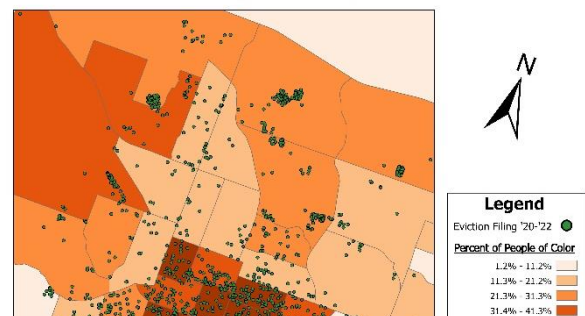 N
Legend
Eviction Filing '20-'22
Percent of People of Color
1.2% - 11.2%
11.3% - 21.2%
21.3% - 31.3%
31.4% - 41.3%